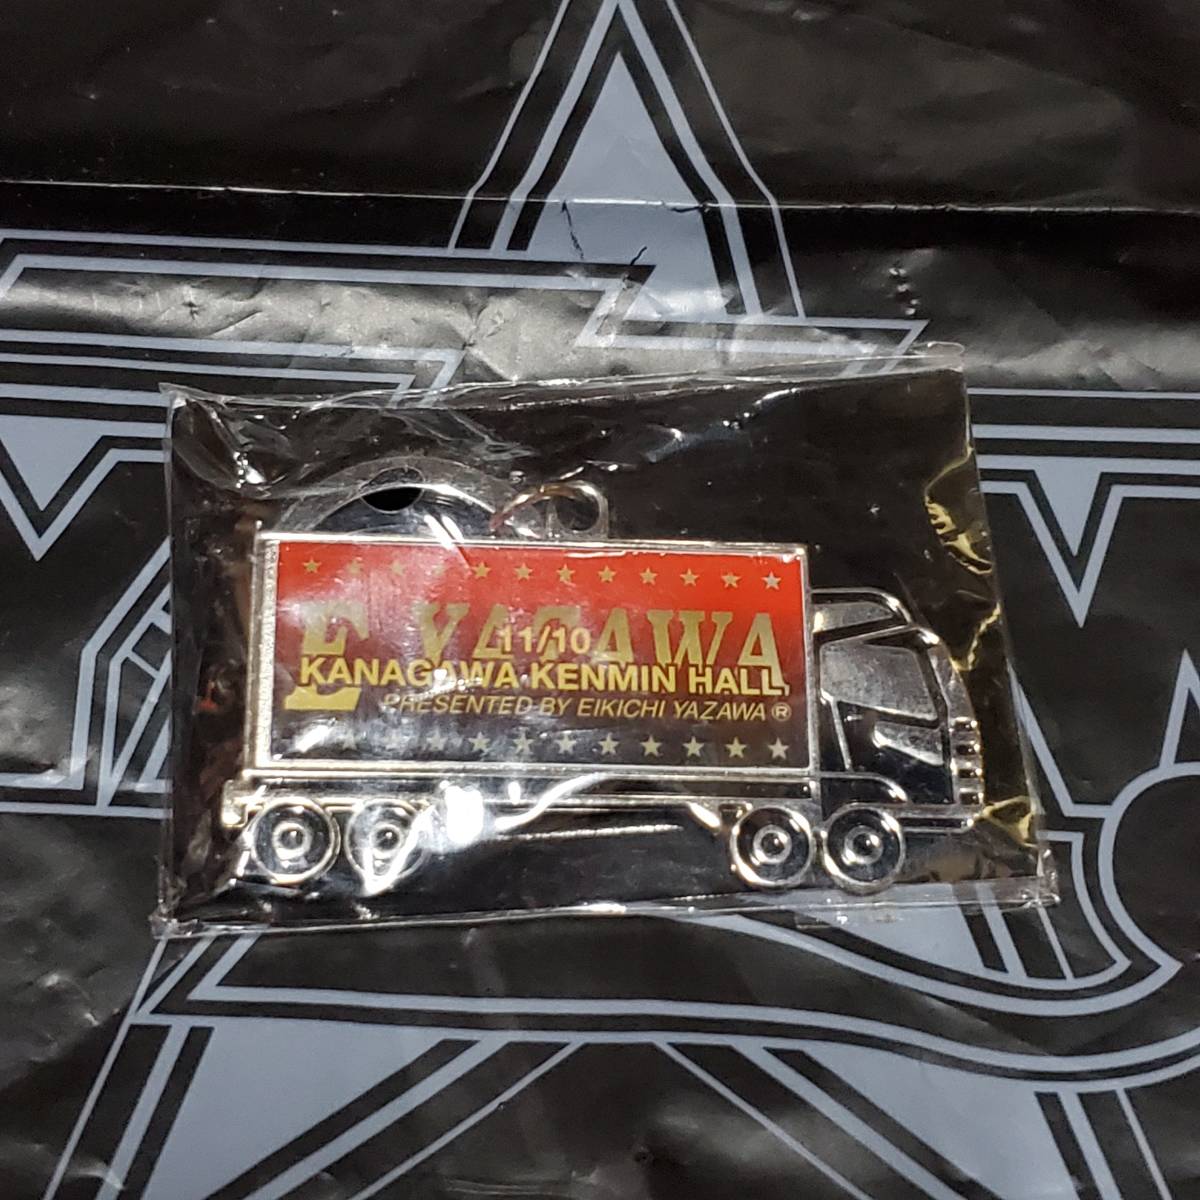 E YAZAWA
11/10
KANAGAWA KENMIN HALL
PRESENTED BY EIKICHI YAZAWA ®